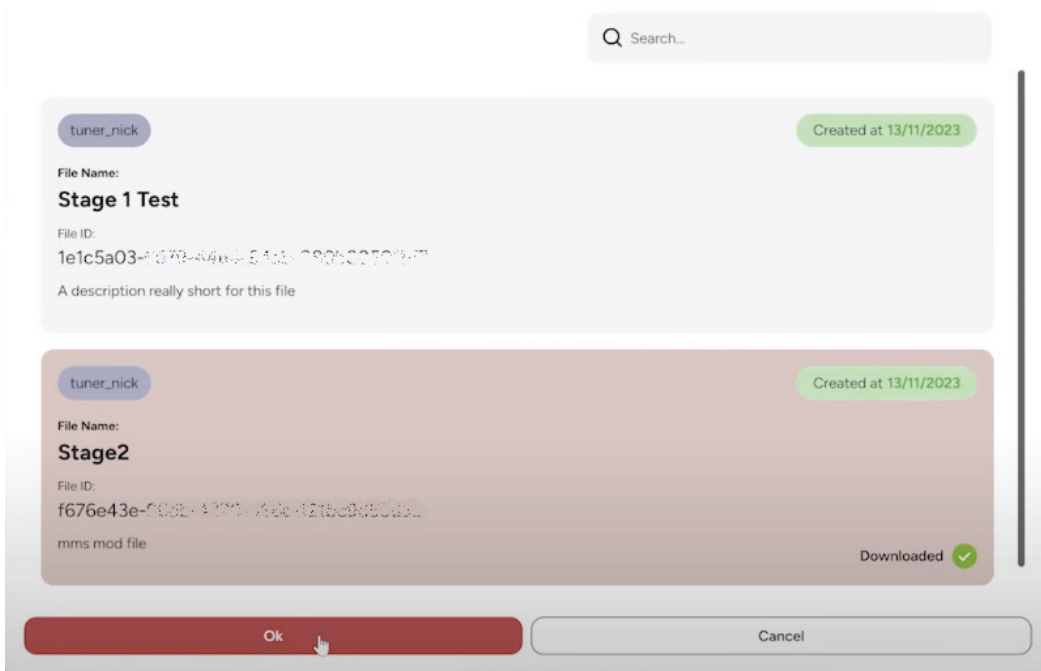 Search...
tuner_nick
Created at 13/11/2023
File Name:
Stage 1 Test
File ID:
1e1c5a03-
A description really short for this file
tuner_nick
Created at 13/11/2023
File Name:
Stage2
File ID:
f676e43e-
mms mod file
Downloaded
Ok
Cancel